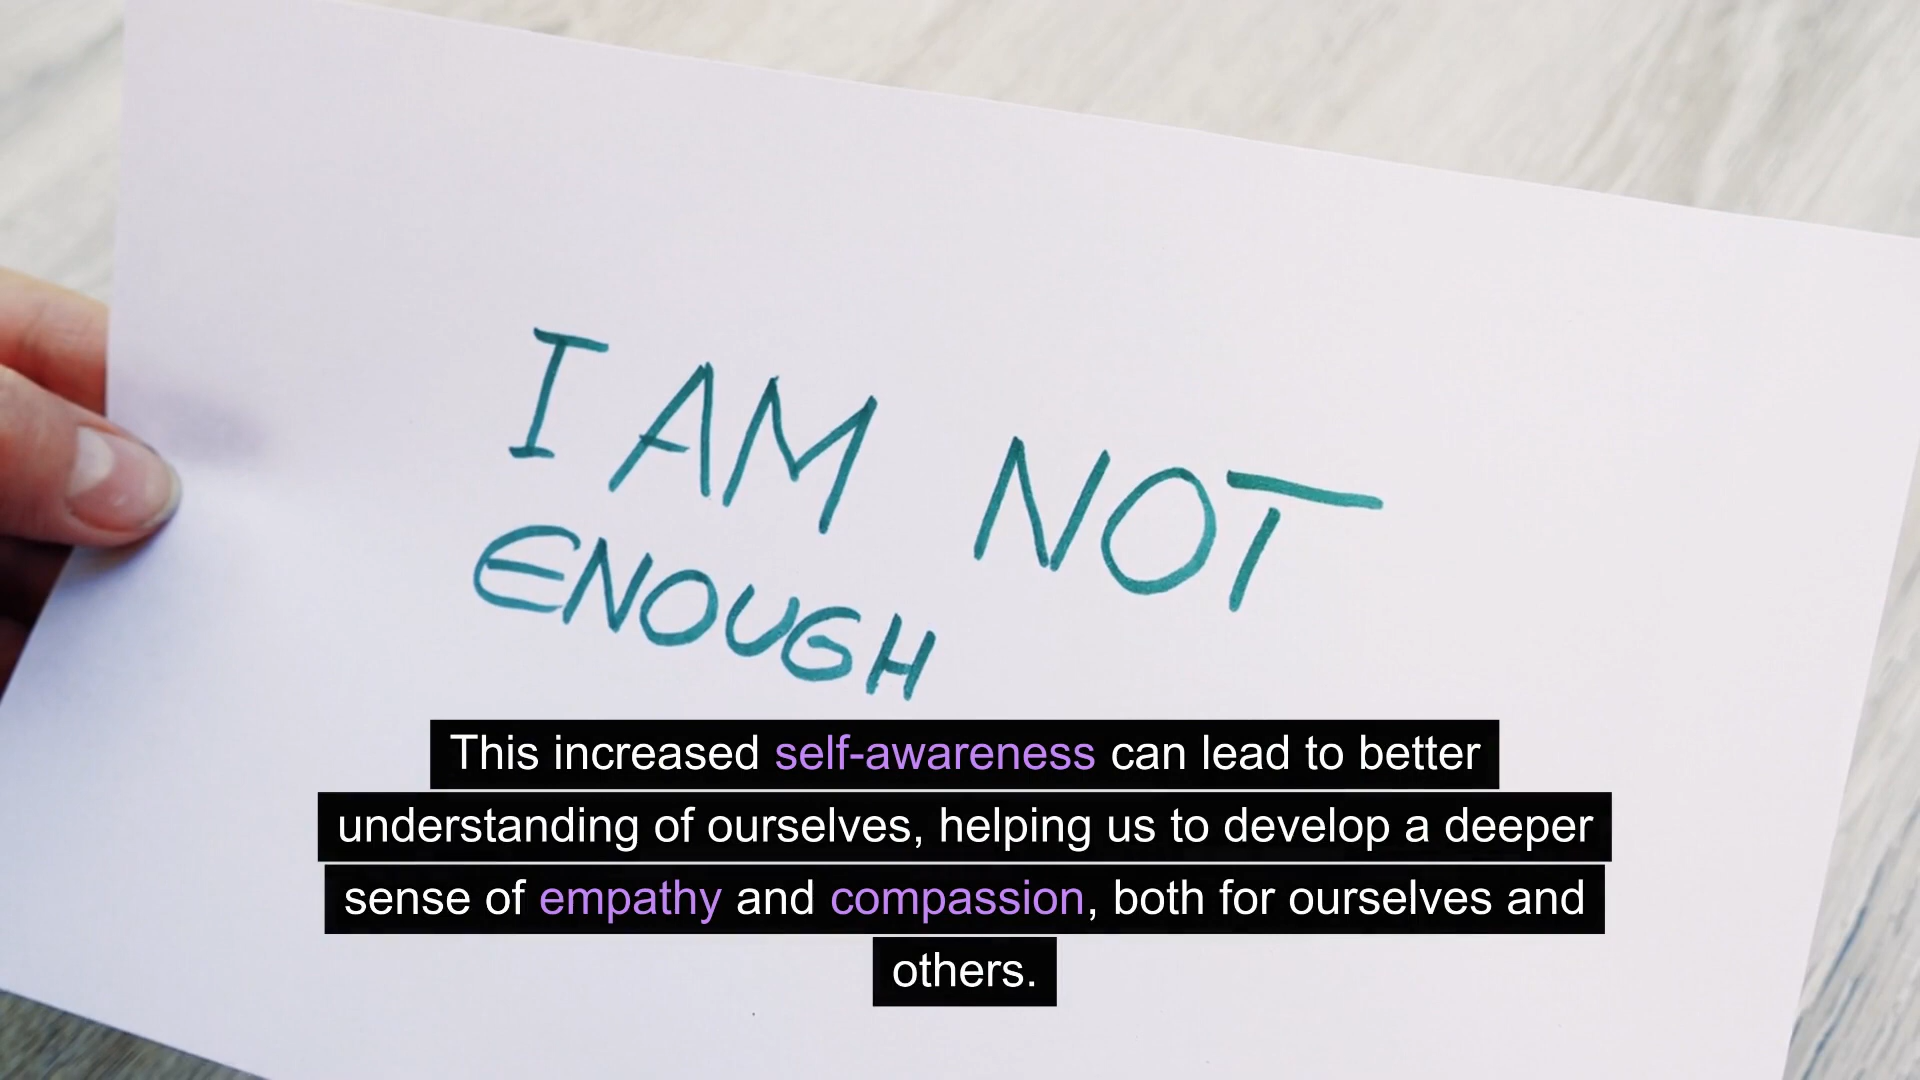 I AM NOT
ENOUGH
This increased self-awareness can lead to better
understanding of ourselves, helping us to develop a deeper
sense of empathy and compassion, both for ourselves and
others.